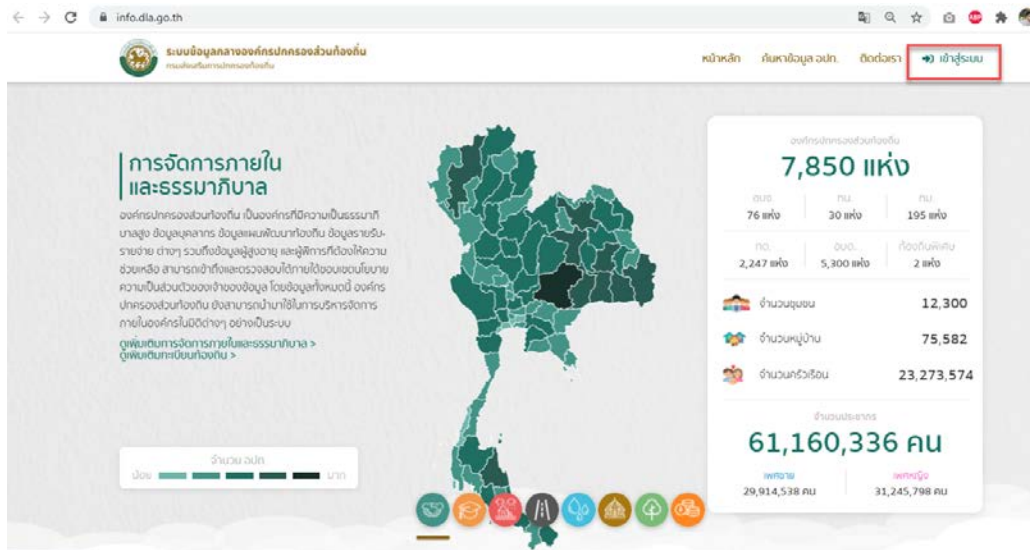 info.dla.go.th
ระบบข้อมูลกลางองค์กรปกครองส่วนท้องถิ่น
กรมส่งเสริมการปกครองท้องถิ่น
หน้าหลัก ค้นหาข้อมูล อปท. ติดต่อเรา เข้าสู่ระบบ
การจัดการภายใน
และธรรมาภิบาล
องค์กรปกครองส่วนท้องถิ่น เป็นองค์กรที่มีความเป็นธรรมาภิ
บาลสูง ข้อมูลบุคลากร ข้อมูลแผนพัฒนาท้องถิ่น ข้อมูลรายรับ-
รายจ่าย ต่างๆ รวมถึงข้อมูลผู้สูงอายุ และผู้พิการที่ต้องให้ความ
ช่วยเหลือ สามารถเข้าถึงและตรวจสอบได้ภายใต้ขอบเขตนโยบาย
ความเป็นส่วนตัวของเจ้าของข้อมูล โดยข้อมูลทั้งหมดนี้ องค์กร
ปกครองส่วนท้องถิ่น ยังสามารถนำมาใช้ในการบริหารจัดการ
ภายในองค์กรในมิติต่างๆ อย่างเป็นระบบ
ดูเพิ่มเติมการจัดการภายในและธรรมาภิบาล >
ดูเพิ่มเติมทะเบียนท้องถิ่น >
จำนวน อปท
น้อย มาก
องค์กรปกครองส่วนท้องถิ่น
7,850 แห่ง
อบจ. ทน. ทม.
76 แห่ง 30 แห่ง 195 แห่ง
ทต. อบต. ท้องถิ่นพิเศษ
2,247 แห่ง 5,300 แห่ง 2 แห่ง
จำนวนชุมชน 12,300
จำนวนหมู่บ้าน 75,582
จำนวนครัวเรือน 23,273,574
จำนวนประชากร
61,160,336 คน
เพศชาย เพศหญิง
29,914,538 คน 31,245,798 คน